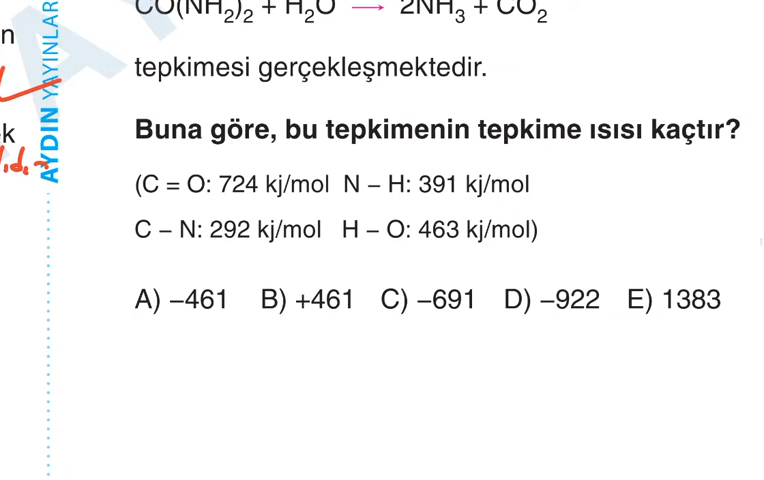 CO(NH₂)₂ + H₂O → 2NH₃ + CO₂
n
tepkimesi gerçekleşmektedir.
Buna göre, bu tepkimenin tepkime ısısı kaçtır?
k
(C = O: 724 kj/mol N – H: 391 kj/mol
C – N: 292 kj/mol H – O: 463 kj/mol)
A) –461 B) +461 C) –691 D) –922 E) 1383
AYDIN YAYINLAR